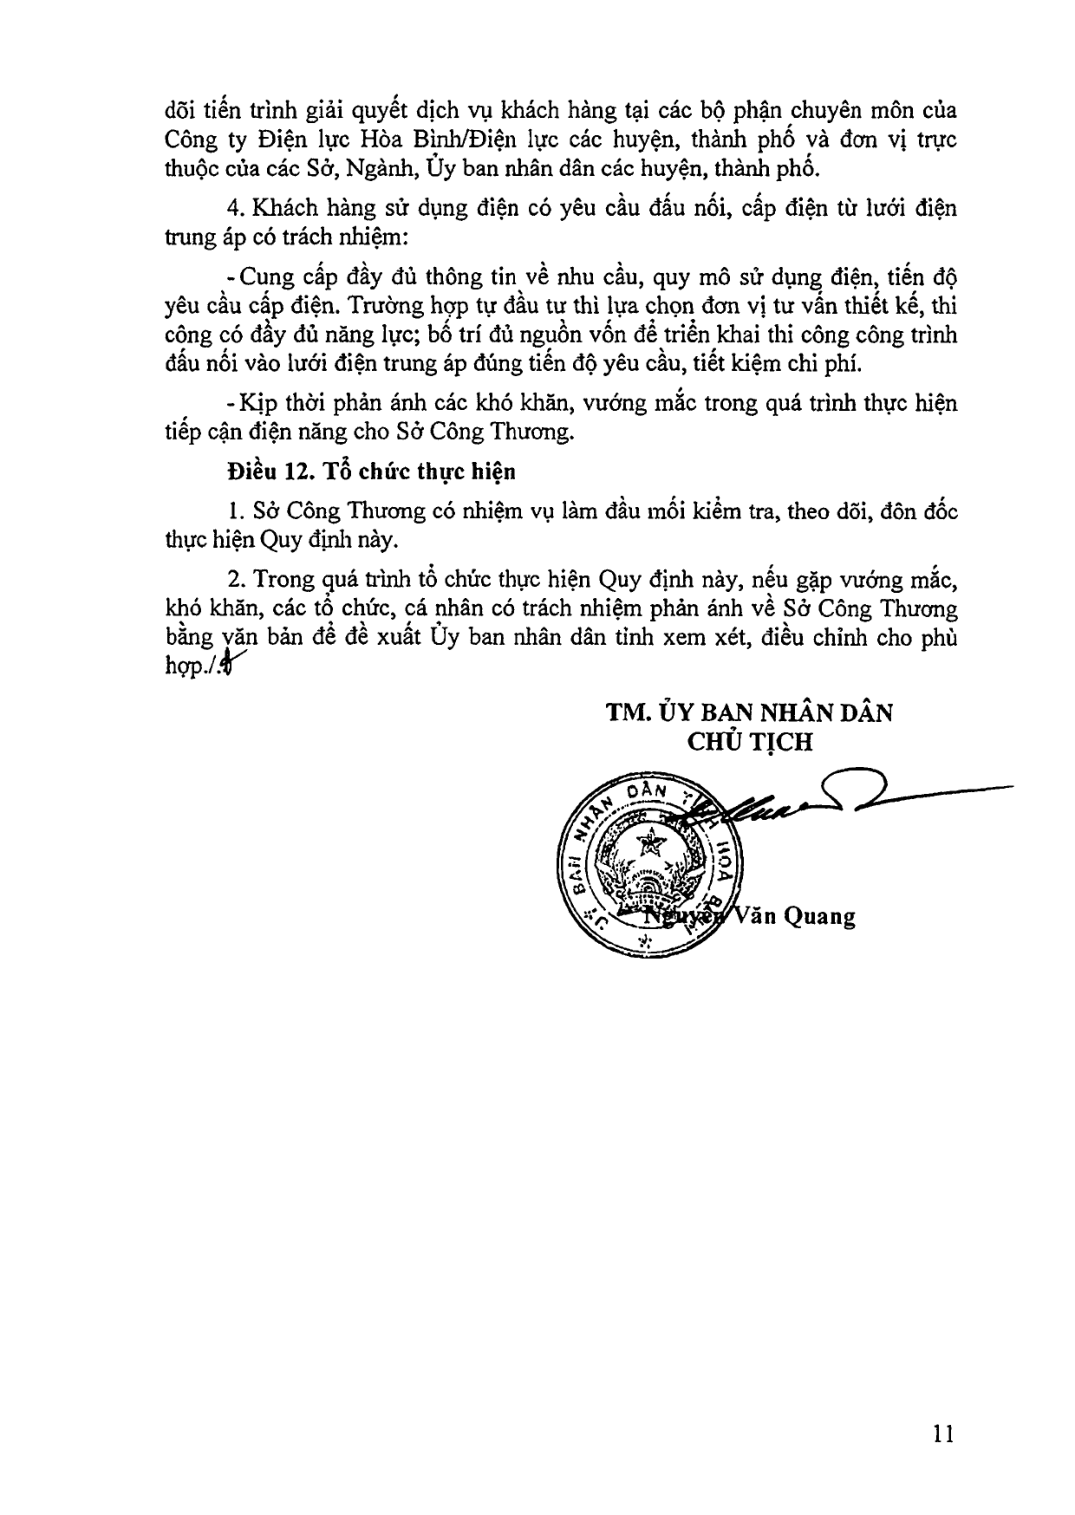 dõi tiến trình giải quyết dịch vụ khách hàng tại các bộ phận chuyên môn của
Công ty Điện lực Hòa Bình/Điện lực các huyện, thành phố và đơn vị trực
thuộc của các Sở, Ngành, Ủy ban nhân dân các huyện, thành phố.
4. Khách hàng sử dụng điện có yêu cầu đấu nối, cấp điện từ lưới điện
trung áp có trách nhiệm:
- Cung cấp đầy đủ thông tin về nhu cầu, quy mô sử dụng điện, tiến độ
yêu cầu cấp điện. Trường hợp tự đầu tư thì lựa chọn đơn vị tư vấn thiết kế, thi
công có đầy đủ năng lực; bố trí đủ nguồn vốn để triển khai thi công công trình
đấu nối vào lưới điện trung áp đúng tiến độ yêu cầu, tiết kiệm chi phí.
- Kịp thời phản ánh các khó khăn, vướng mắc trong quá trình thực hiện
tiếp cận điện năng cho Sở Công Thương.
Điều 12. Tổ chức thực hiện
1. Sở Công Thương có nhiệm vụ làm đầu mối kiểm tra, theo dõi, đôn đốc
thực hiện Quy định này.
2. Trong quá trình tổ chức thực hiện Quy định này, nếu gặp vướng mắc,
khó khăn, các tổ chức, cá nhân có trách nhiệm phản ánh về Sở Công Thương
bằng văn bản để đề xuất Ủy ban nhân dân tỉnh xem xét, điều chỉnh cho phù
hợp./.
TM. ỦY BAN NHÂN DÂN
CHỦ TỊCH
ỦY BAN NHÂN DÂN TỈNH HÒA BÌNH
Nguyễn Văn Quang
11